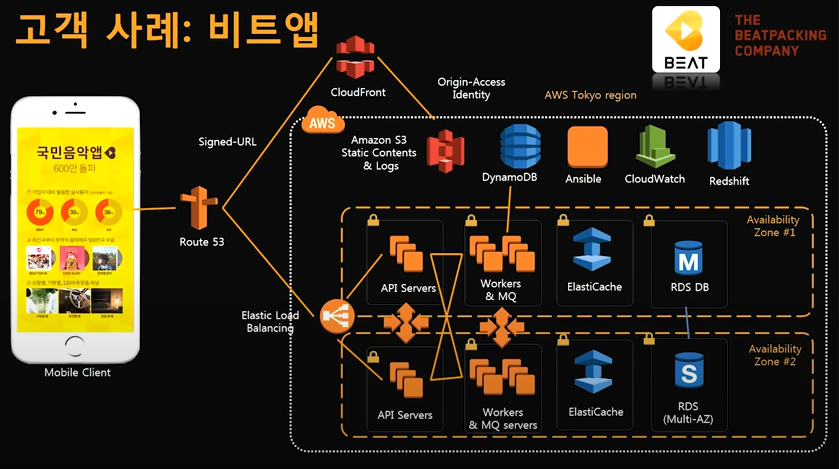 고객 사례: 비트앱
BEAT
THE
BEATPACKING
COMPANY
CloudFront
Origin-Access
Identity
AWS Tokyo region
AWS
Signed-URL
Amazon S3
Static Contents
& Logs
DynamoDB
Ansible
CloudWatch
Redshift
국민음악앱
600만 돌파
79%
35%
36%
Route 53
Mobile Client
Elastic Load
Balancing
Availability
Zone #1
API Servers
Workers
& MQ
ElastiCache
M
RDS DB
Availability
Zone #2
API Servers
Workers
& MQ servers
ElastiCache
S
RDS
(Multi-AZ)